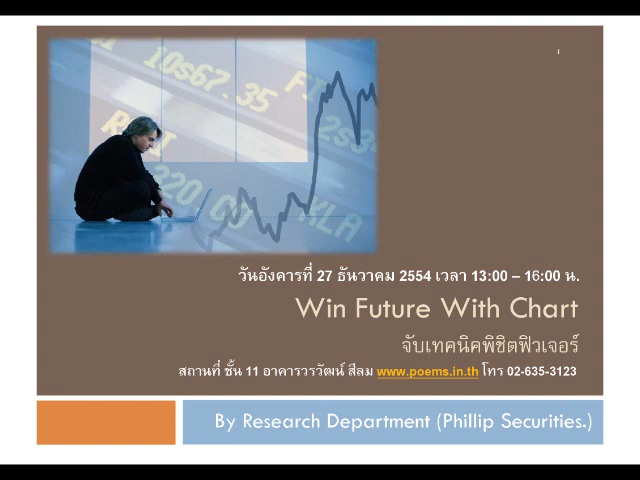 10s67.35
วันอังคารที่ 27 ธันวาคม 2554 เวลา 13:00 – 16:00 น.
Win Future With Chart
จับเทคนิคพิชิตฟิวเจอร์
สถานที่ ชั้น 11 อาคารวรวัฒน์ สีลม www.poems.in.th โทร 02-635-3123
By Research Department (Phillip Securities.)